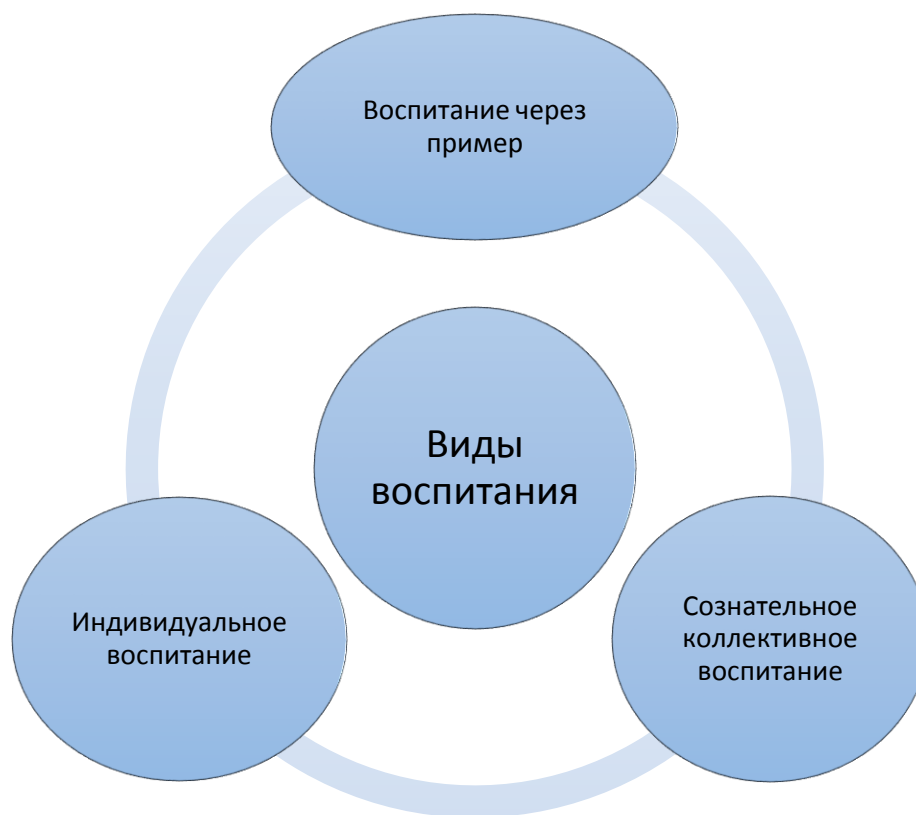 Воспитание через
пример
Виды
воспитания
Индивидуальное
воспитание
Сознательное
коллективное
воспитание